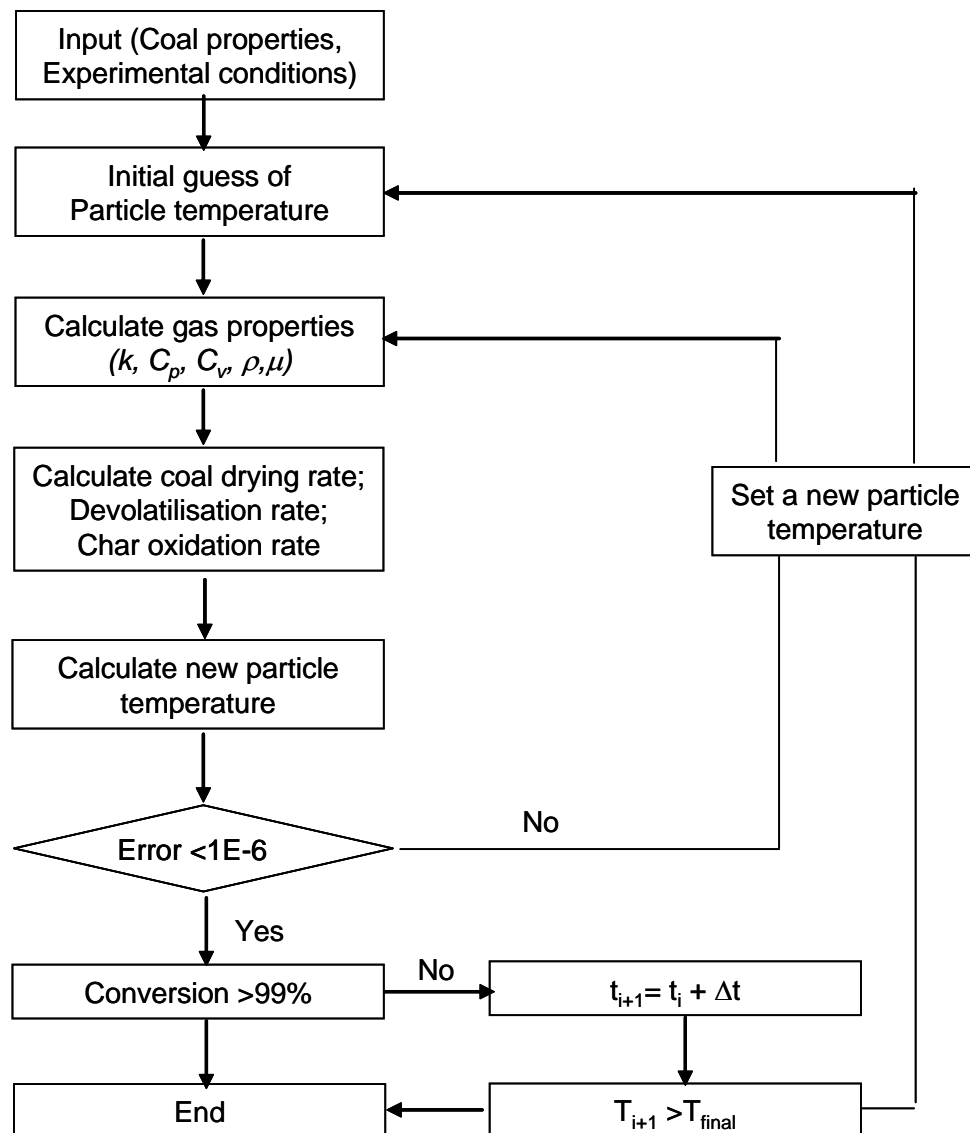 Input (Coal properties,
Experimental conditions)
Initial guess of
Particle temperature
Calculate gas properties
(k, Cₚ, Cᵥ, ρ,μ)
Calculate coal drying rate;
Devolatilisation rate;
Char oxidation rate
Set a new particle
temperature
Calculate new particle
temperature
Error <1E-6
No
Yes
Conversion >99%
No
tᵢ₊₁= tᵢ + Δt
End
Tᵢ₊₁ >T_final